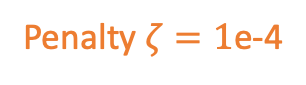 Penalty ζ = 1e-4